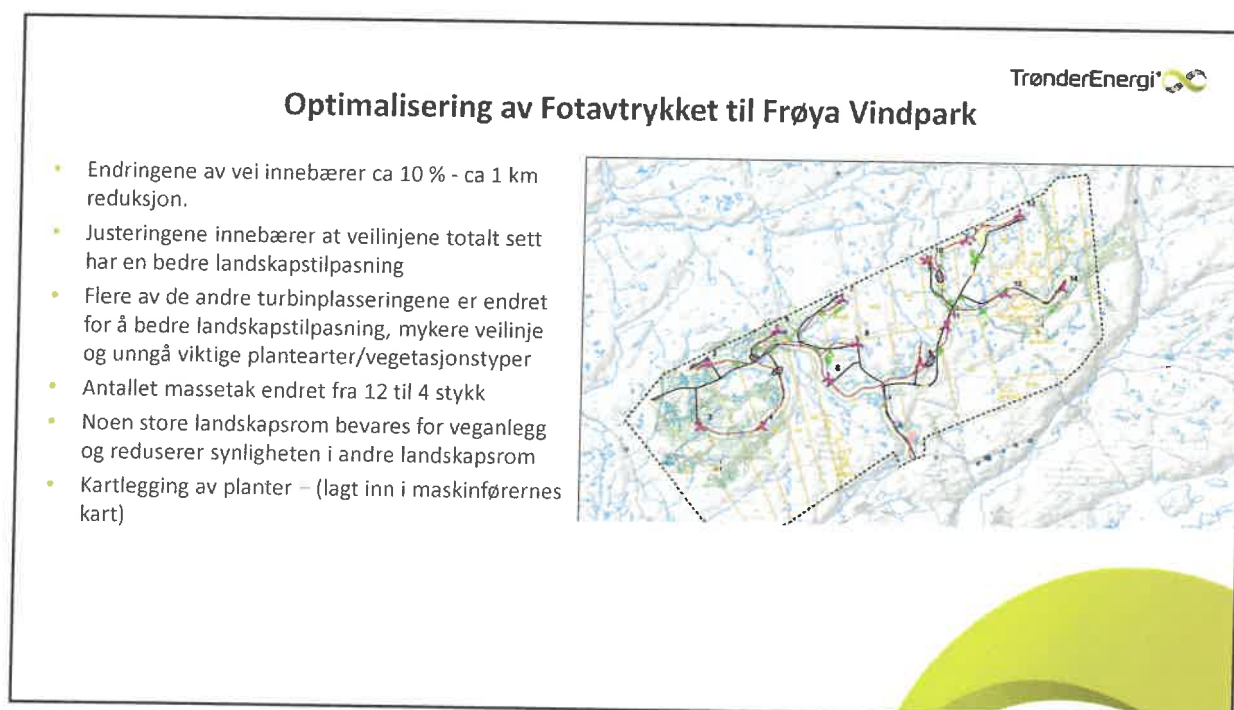 TrønderEnergi
Optimalisering av Fotavtrykket til Frøya Vindpark
• Endringene av vei innebærer ca 10 % - ca 1 km
reduksjon.
• Justeringene innebærer at veilinjene totalt sett
har en bedre landskapstilpasning
• Flere av de andre turbinplasseringene er endret
for å bedre landskapstilpasning, mykere veilinje
og unngå viktige plantearter/vegetasjonstyper
• Antallet massetak endret fra 12 til 4 stykk
• Noen store landskapsrom bevares for veganlegg
og reduserer synligheten i andre landskapsrom
• Kartlegging av planter – (lagt inn i maskinførernes
kart)
14